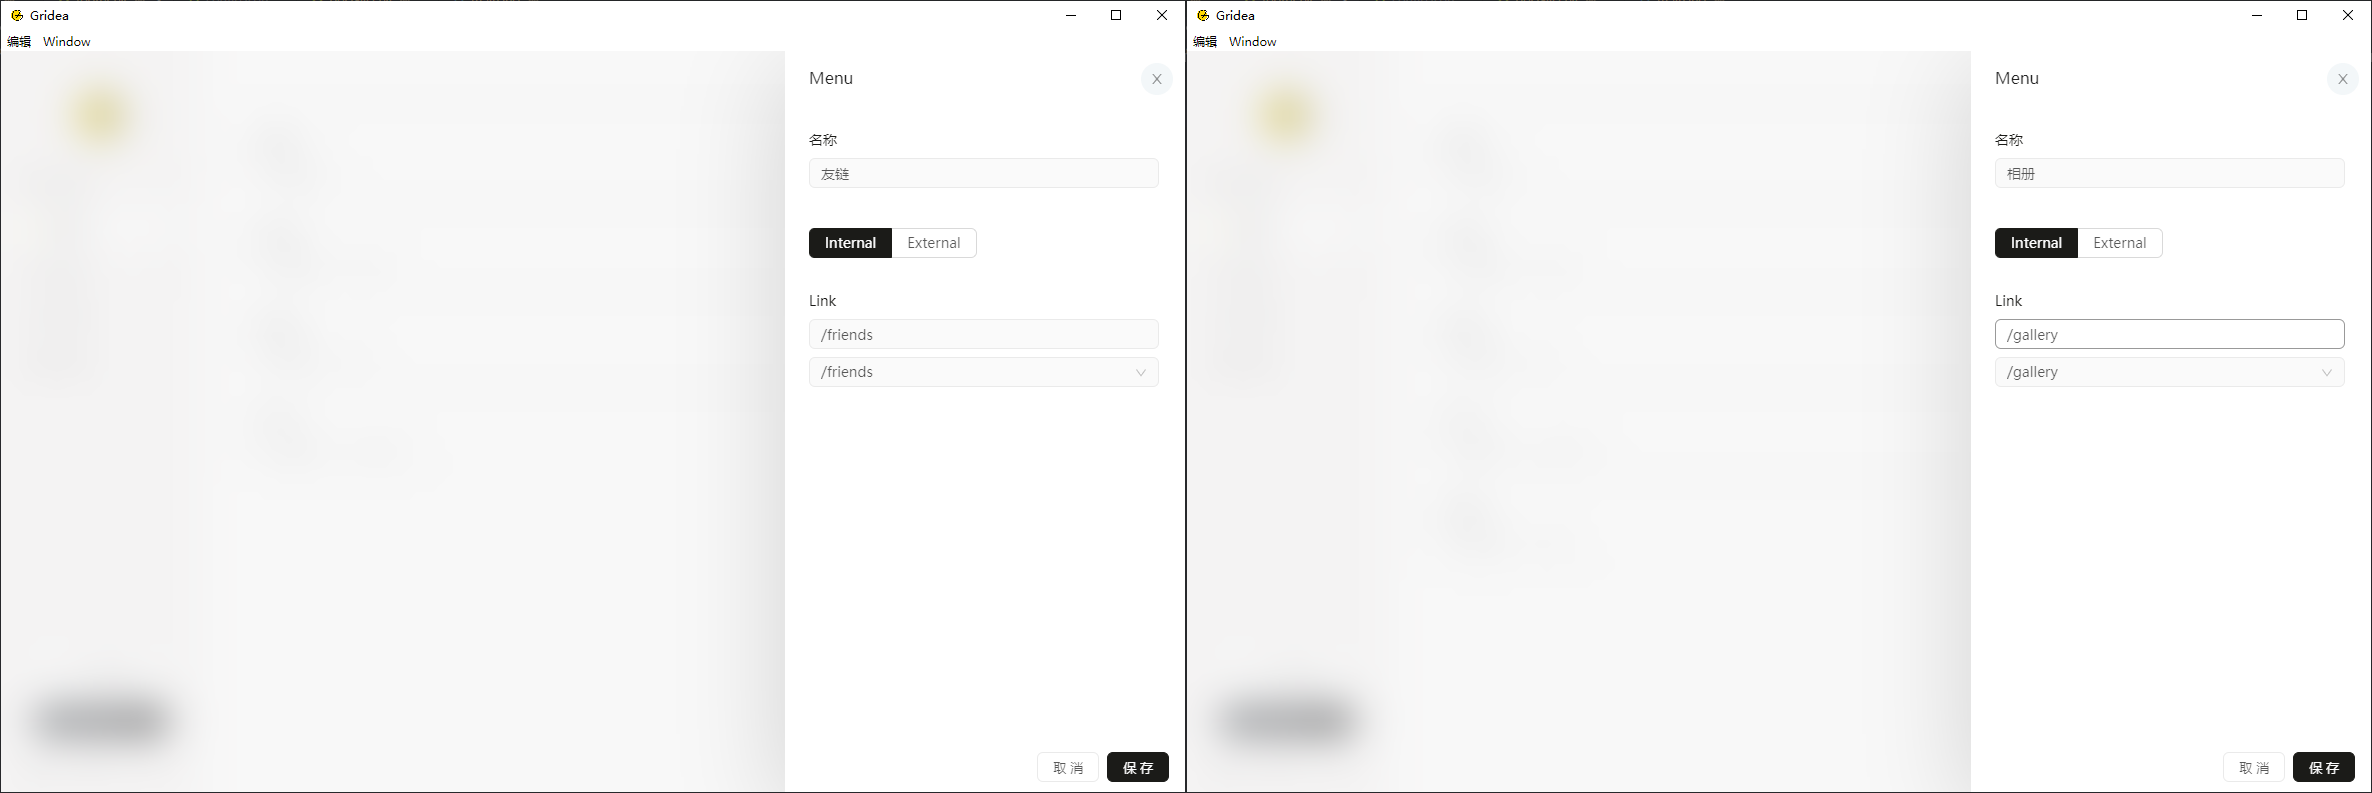 Gridea
编辑 Window
Menu
名称
友链
Internal External
Link
/friends
/friends
取消 保存
Gridea
编辑 Window
Menu
名称
相册
Internal External
Link
/gallery
/gallery
取消 保存